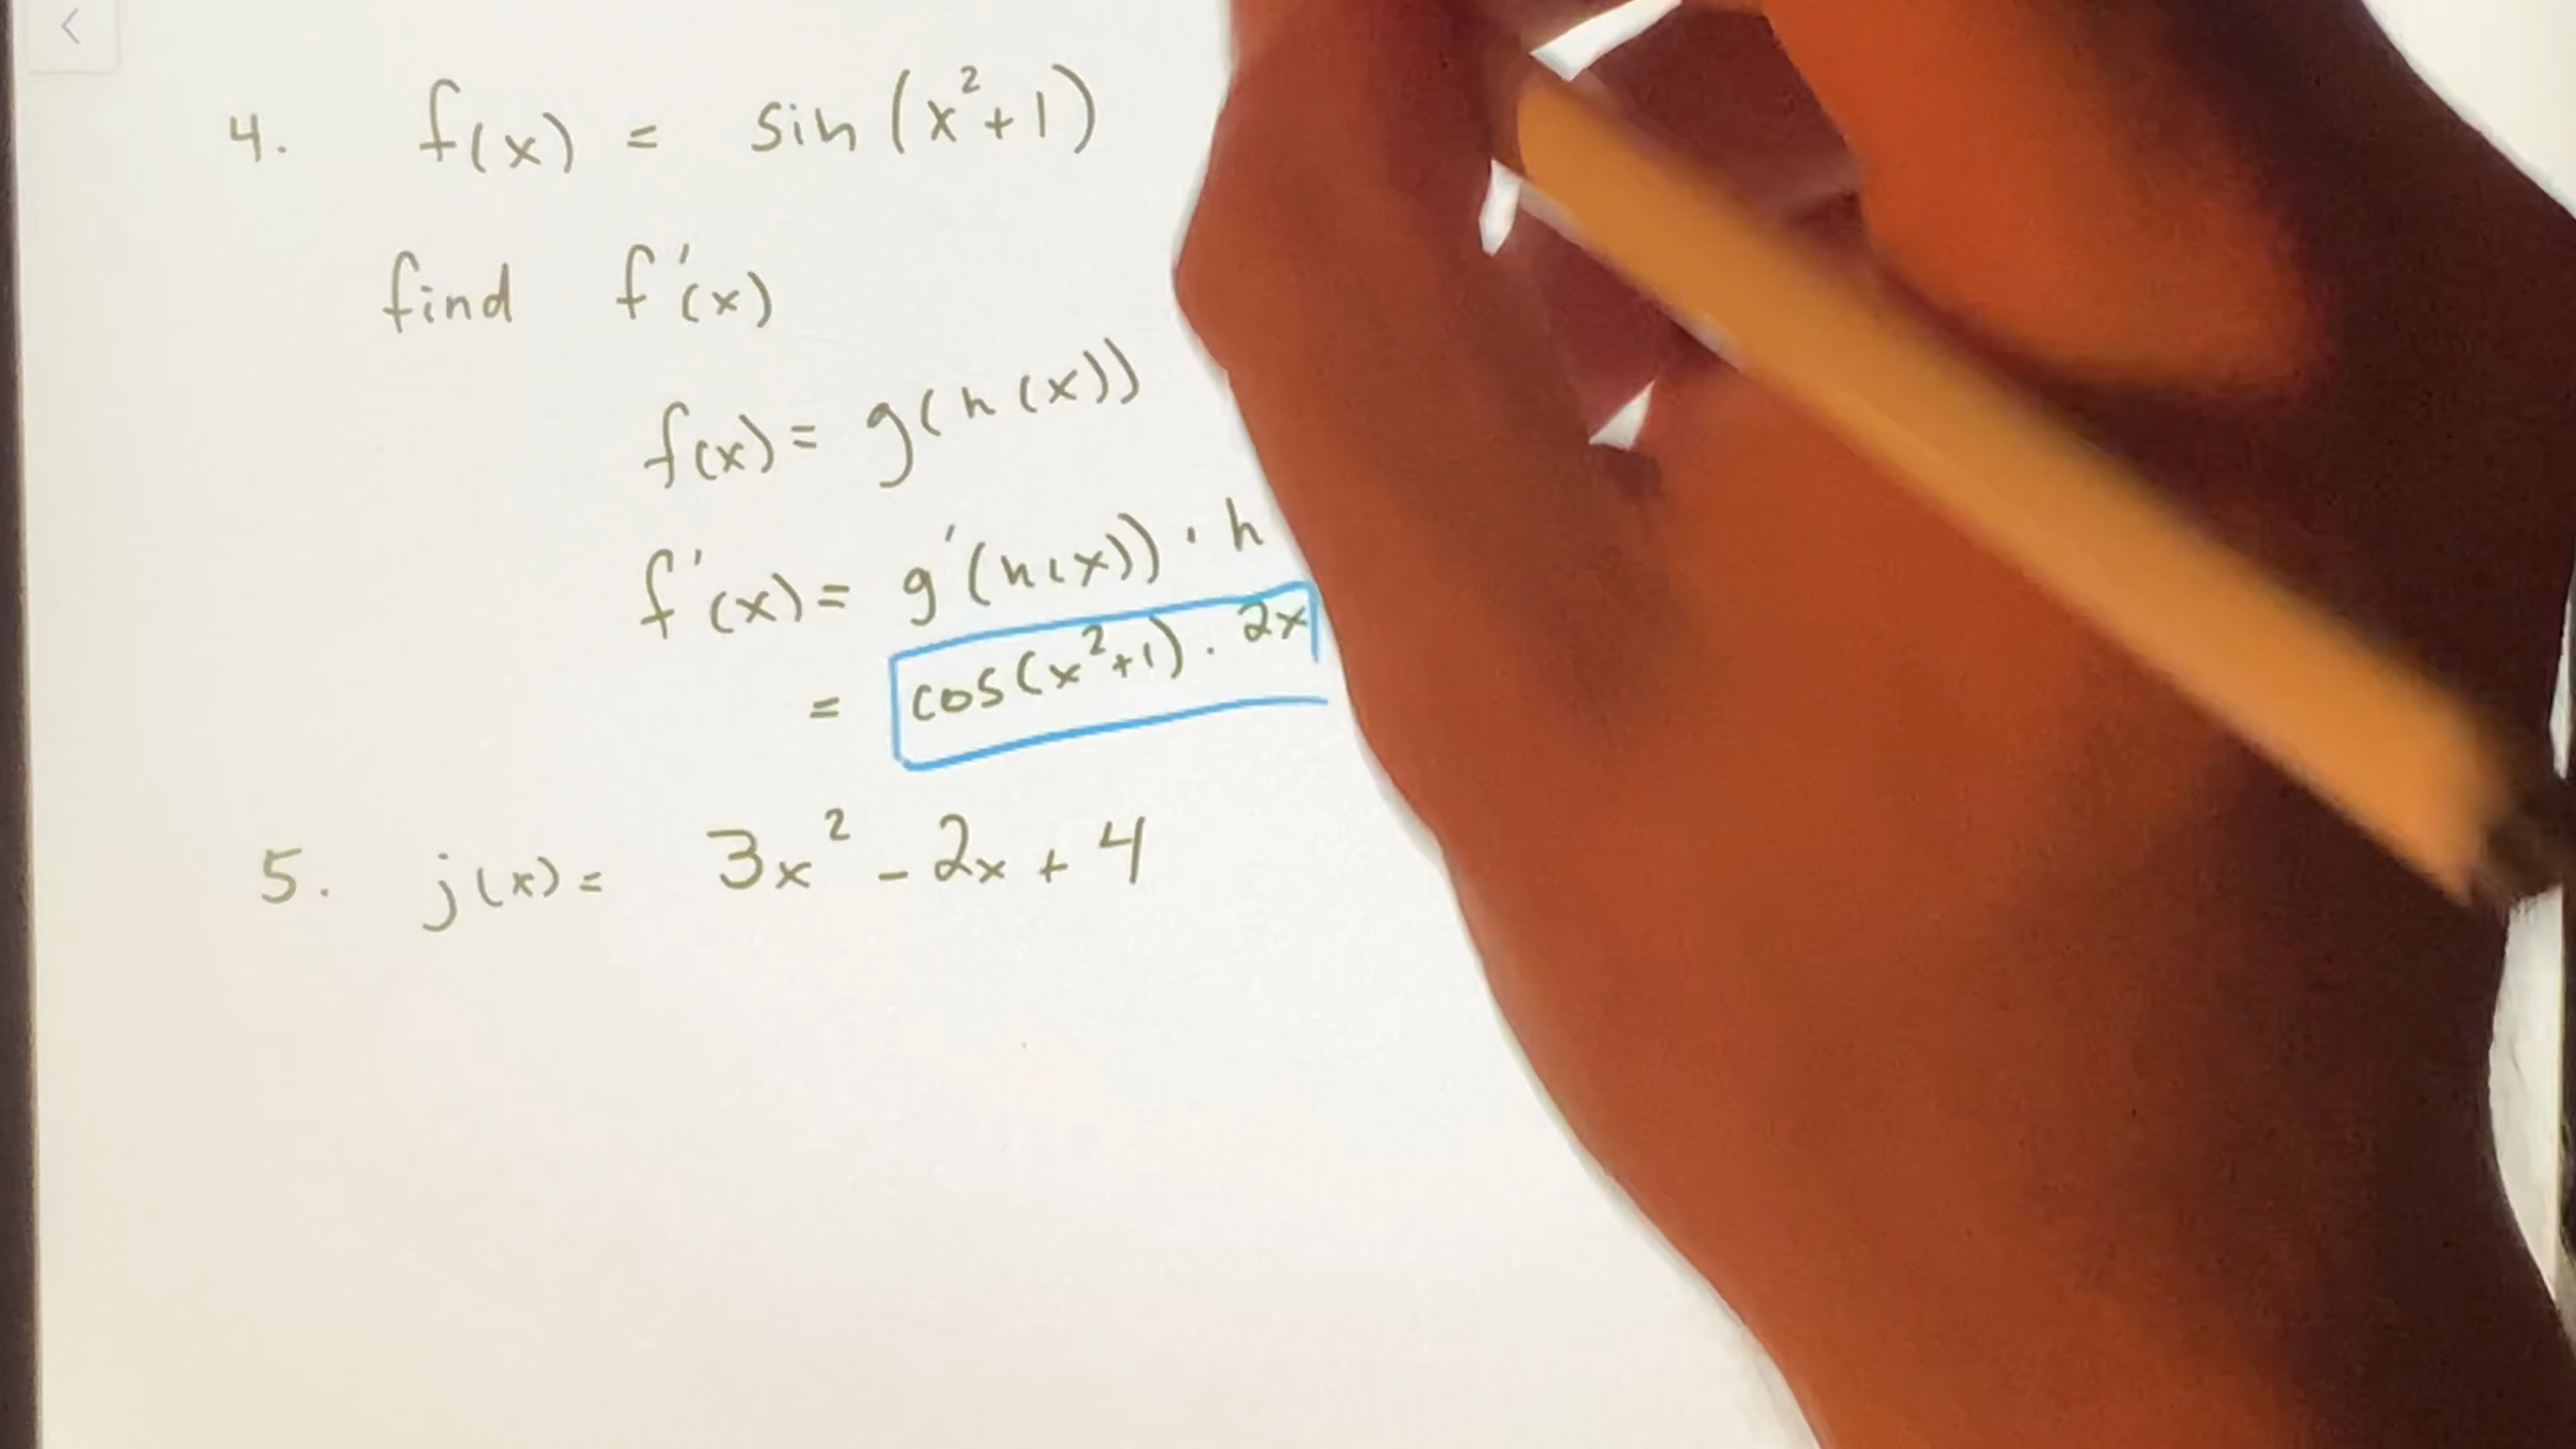 4. f(x) = sin (x²+1)
find f'(x)
f(x) = g(h(x))
f'(x) = g'(h(x)) · h
= cos(x²+1) · 2x
5. j(x) = 3x² - 2x + 4